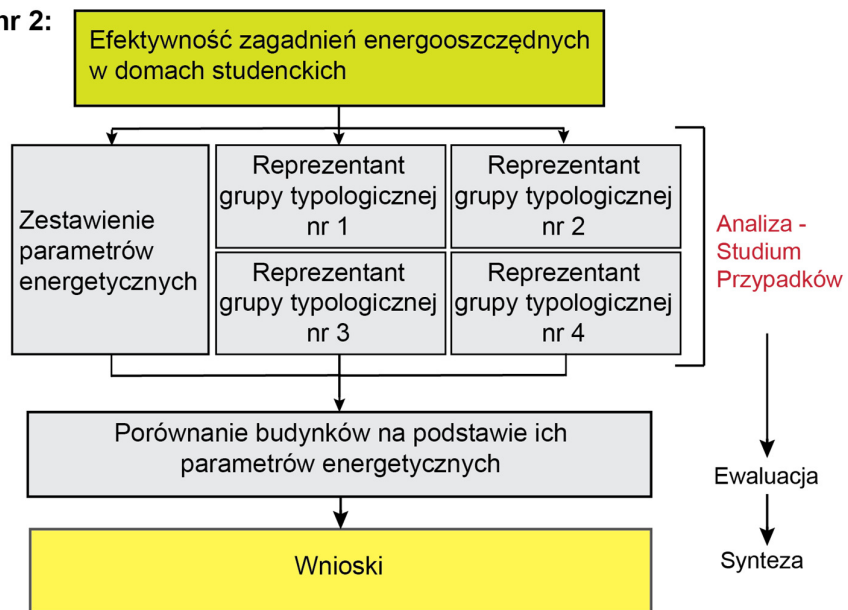 nr 2:
Efektywność zagadnień energooszczędnych
w domach studenckich
Zestawienie
parametrów
energetycznych
Reprezentant
grupy typologicznej
nr 1
Reprezentant
grupy typologicznej
nr 2
Reprezentant
grupy typologicznej
nr 3
Reprezentant
grupy typologicznej
nr 4
Analiza -
Studium
Przypadków
Porównanie budynków na podstawie ich
parametrów energetycznych
Ewaluacja
Wnioski
Synteza